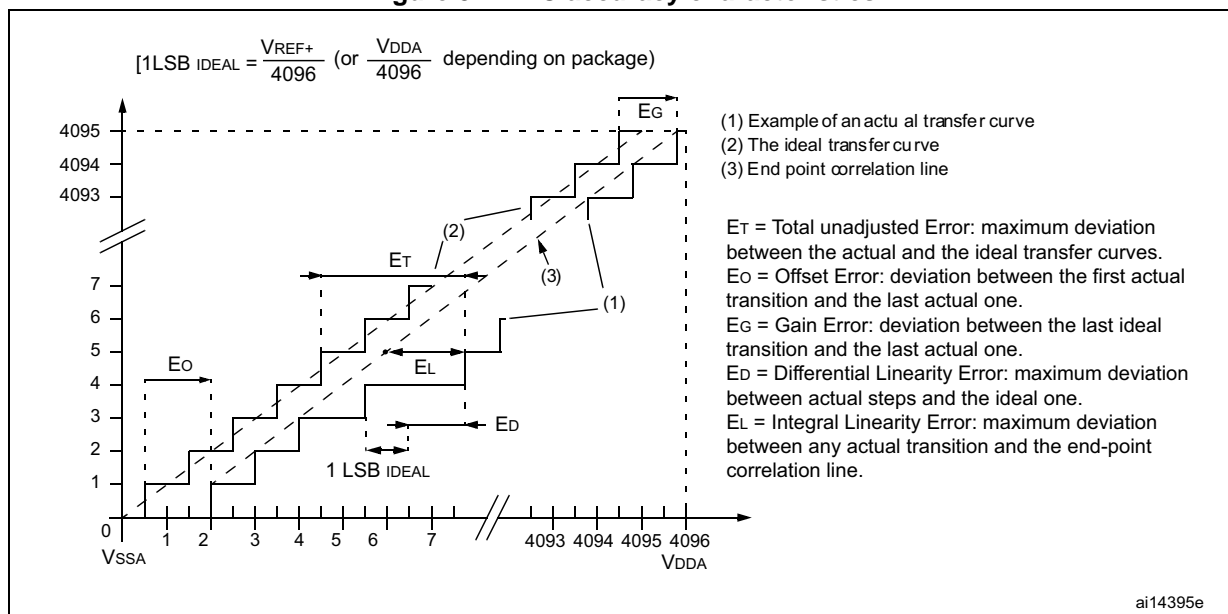 [1LSB IDEAL = VREF+ / 4096 (or VDDA / 4096 depending on package)
EG
4095
4094
4093
7
6
5
4
3
2
1
0
(1) Example of an actu al transfer curve
(2) The ideal transfer curve
(3) End point correlation line
ET = Total unadjusted Error: maximum deviation
between the actual and the ideal transfer curves.
EO = Offset Error: deviation between the first actual
transition and the last actual one.
EG = Gain Error: deviation between the last ideal
transition and the last actual one.
ED = Differential Linearity Error: maximum deviation
between actual steps and the ideal one.
EL = Integral Linearity Error: maximum deviation
between any actual transition and the end-point
correlation line.
(2)
ET
(3)
(1)
EO
EL
ED
1 LSB IDEAL
1 2 3 4 5 6 7 4093 4094 4095 4096
VSSA VDDA
ai14395e